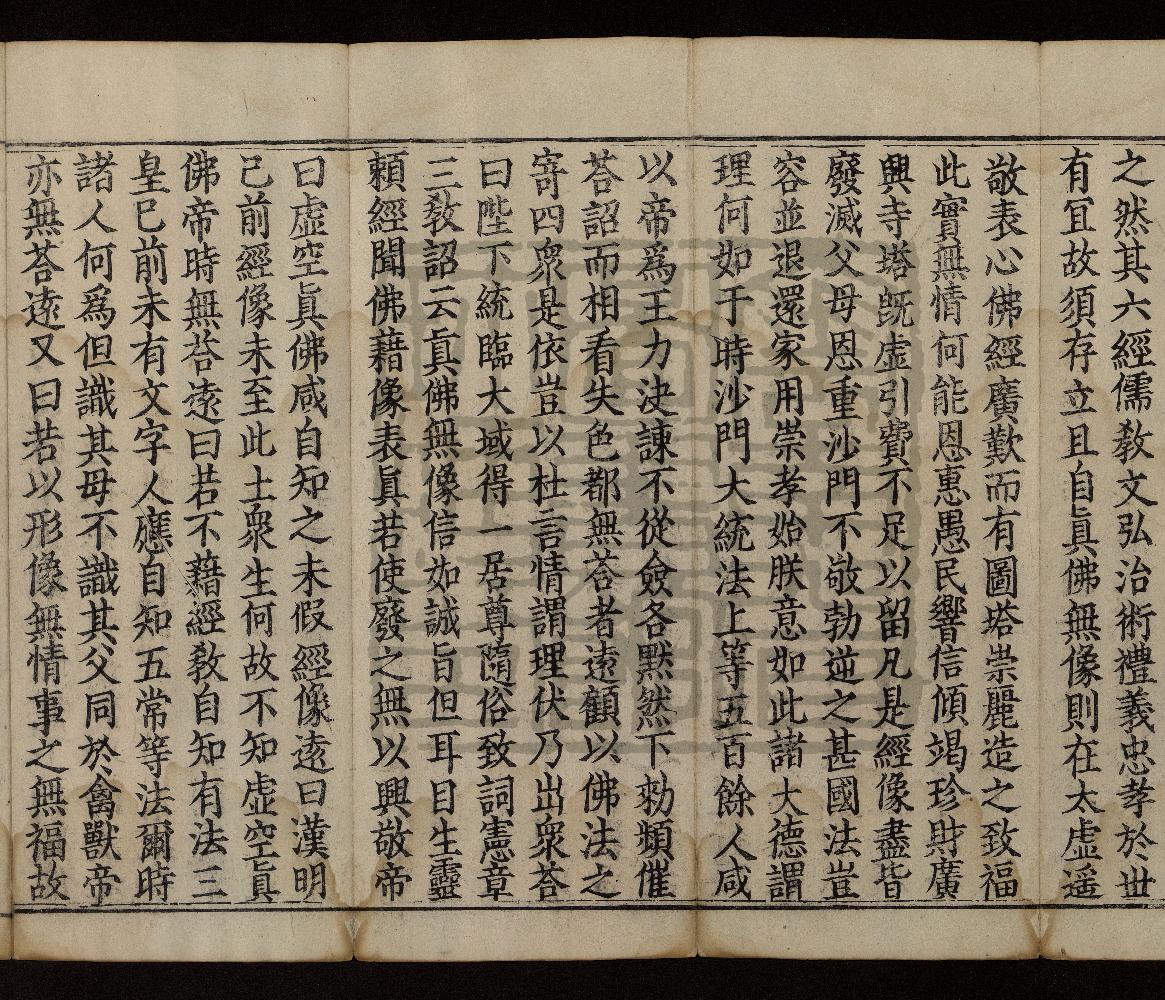 之然其六經儒教文弘治術禮義忠孝於世
有冝故須存立且自真佛無像則在太虚遥
敬表心佛經廣歎而有圖塔崇麗造之致福
此實無情何能恩惠愚民響信傾竭珍財廣
興寺塔既虚引費不足以留凡是經像盡皆
廢滅父母恩重沙門不敬勃逆之甚國法豈
容並退還家用崇孝始朕意如此諸大德謂
理何如于時沙門大統法上等五百餘人咸
以帝爲王力決諫不從僉各默然下勑頻催
荅詔而相看失色都無荅者遠顧以佛法之
寄四衆是依豈以杜言情謂理伏乃出衆荅
曰陛下統臨大域得一居尊隨俗致詞憲章
三教詔云真佛無像信如誠旨但耳目生靈
頼經聞佛藉像表真若使廢之無以興敬帝
曰虚空真佛咸自知之未假經像遠曰漢明
已前經像未至此土衆生何故不知虚空真
佛帝時無荅遠曰若不藉經教自知有法三
皇已前未有文字人應自知五常等法爾時
諸人何爲但識其母不識其父同於禽獸帝
亦無荅遠又曰若以形像無情事之無福故